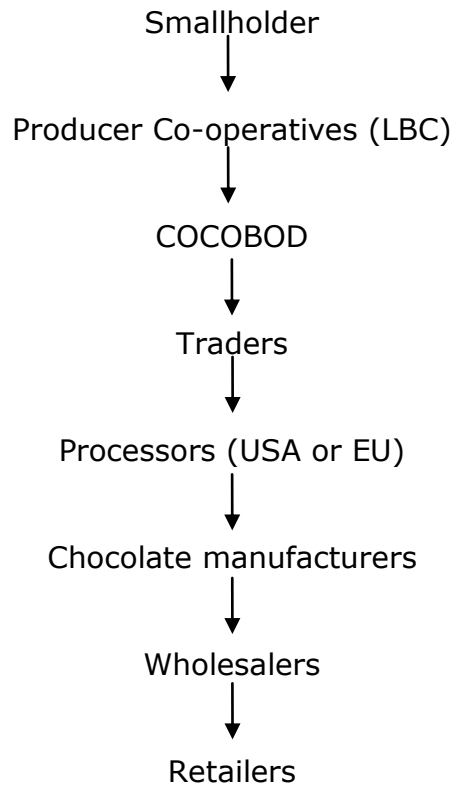 Smallholder
Producer Co-operatives (LBC)
COCOBOD
Traders
Processors (USA or EU)
Chocolate manufacturers
Wholesalers
Retailers